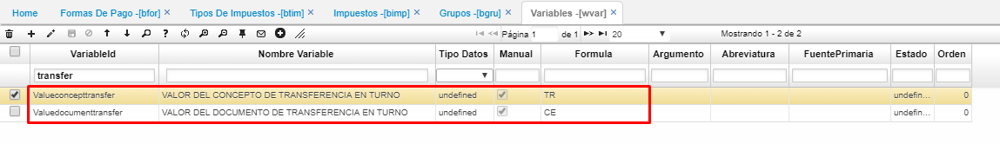 Home Formas De Pago -[bfor] × Tipos De Impuestos -[btim] × Impuestos -[bimp] × Grupos -[bgru] × Variables -[wvar] ×
Página 1 de 1 20 Mostrando 1 - 2 de 2
VariableId Nombre Variable Tipo Datos Manual Formula Argumento Abreviatura FuentePrimaria Estado Orden
transfer
Valueconcepttransfer VALOR DEL CONCEPTO DE TRANSFERENCIA EN TURNO undefined TR undefin... 0
Valuedocumenttransfer VALOR DEL DOCUMENTO DE TRANSFERENCIA EN TURNO undefined CE undefin... 0